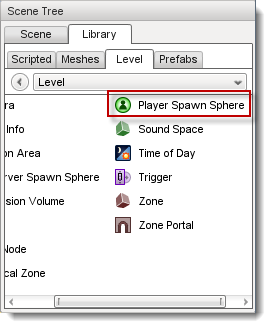 Scene Tree
Scene Library
Scripted Meshes Level Prefabs
Level
ra Player Spawn Sphere
Info Sound Space
on Area Time of Day
rver Spawn Sphere Trigger
sion Volume Zone
Zone Portal
Node
cal Zone